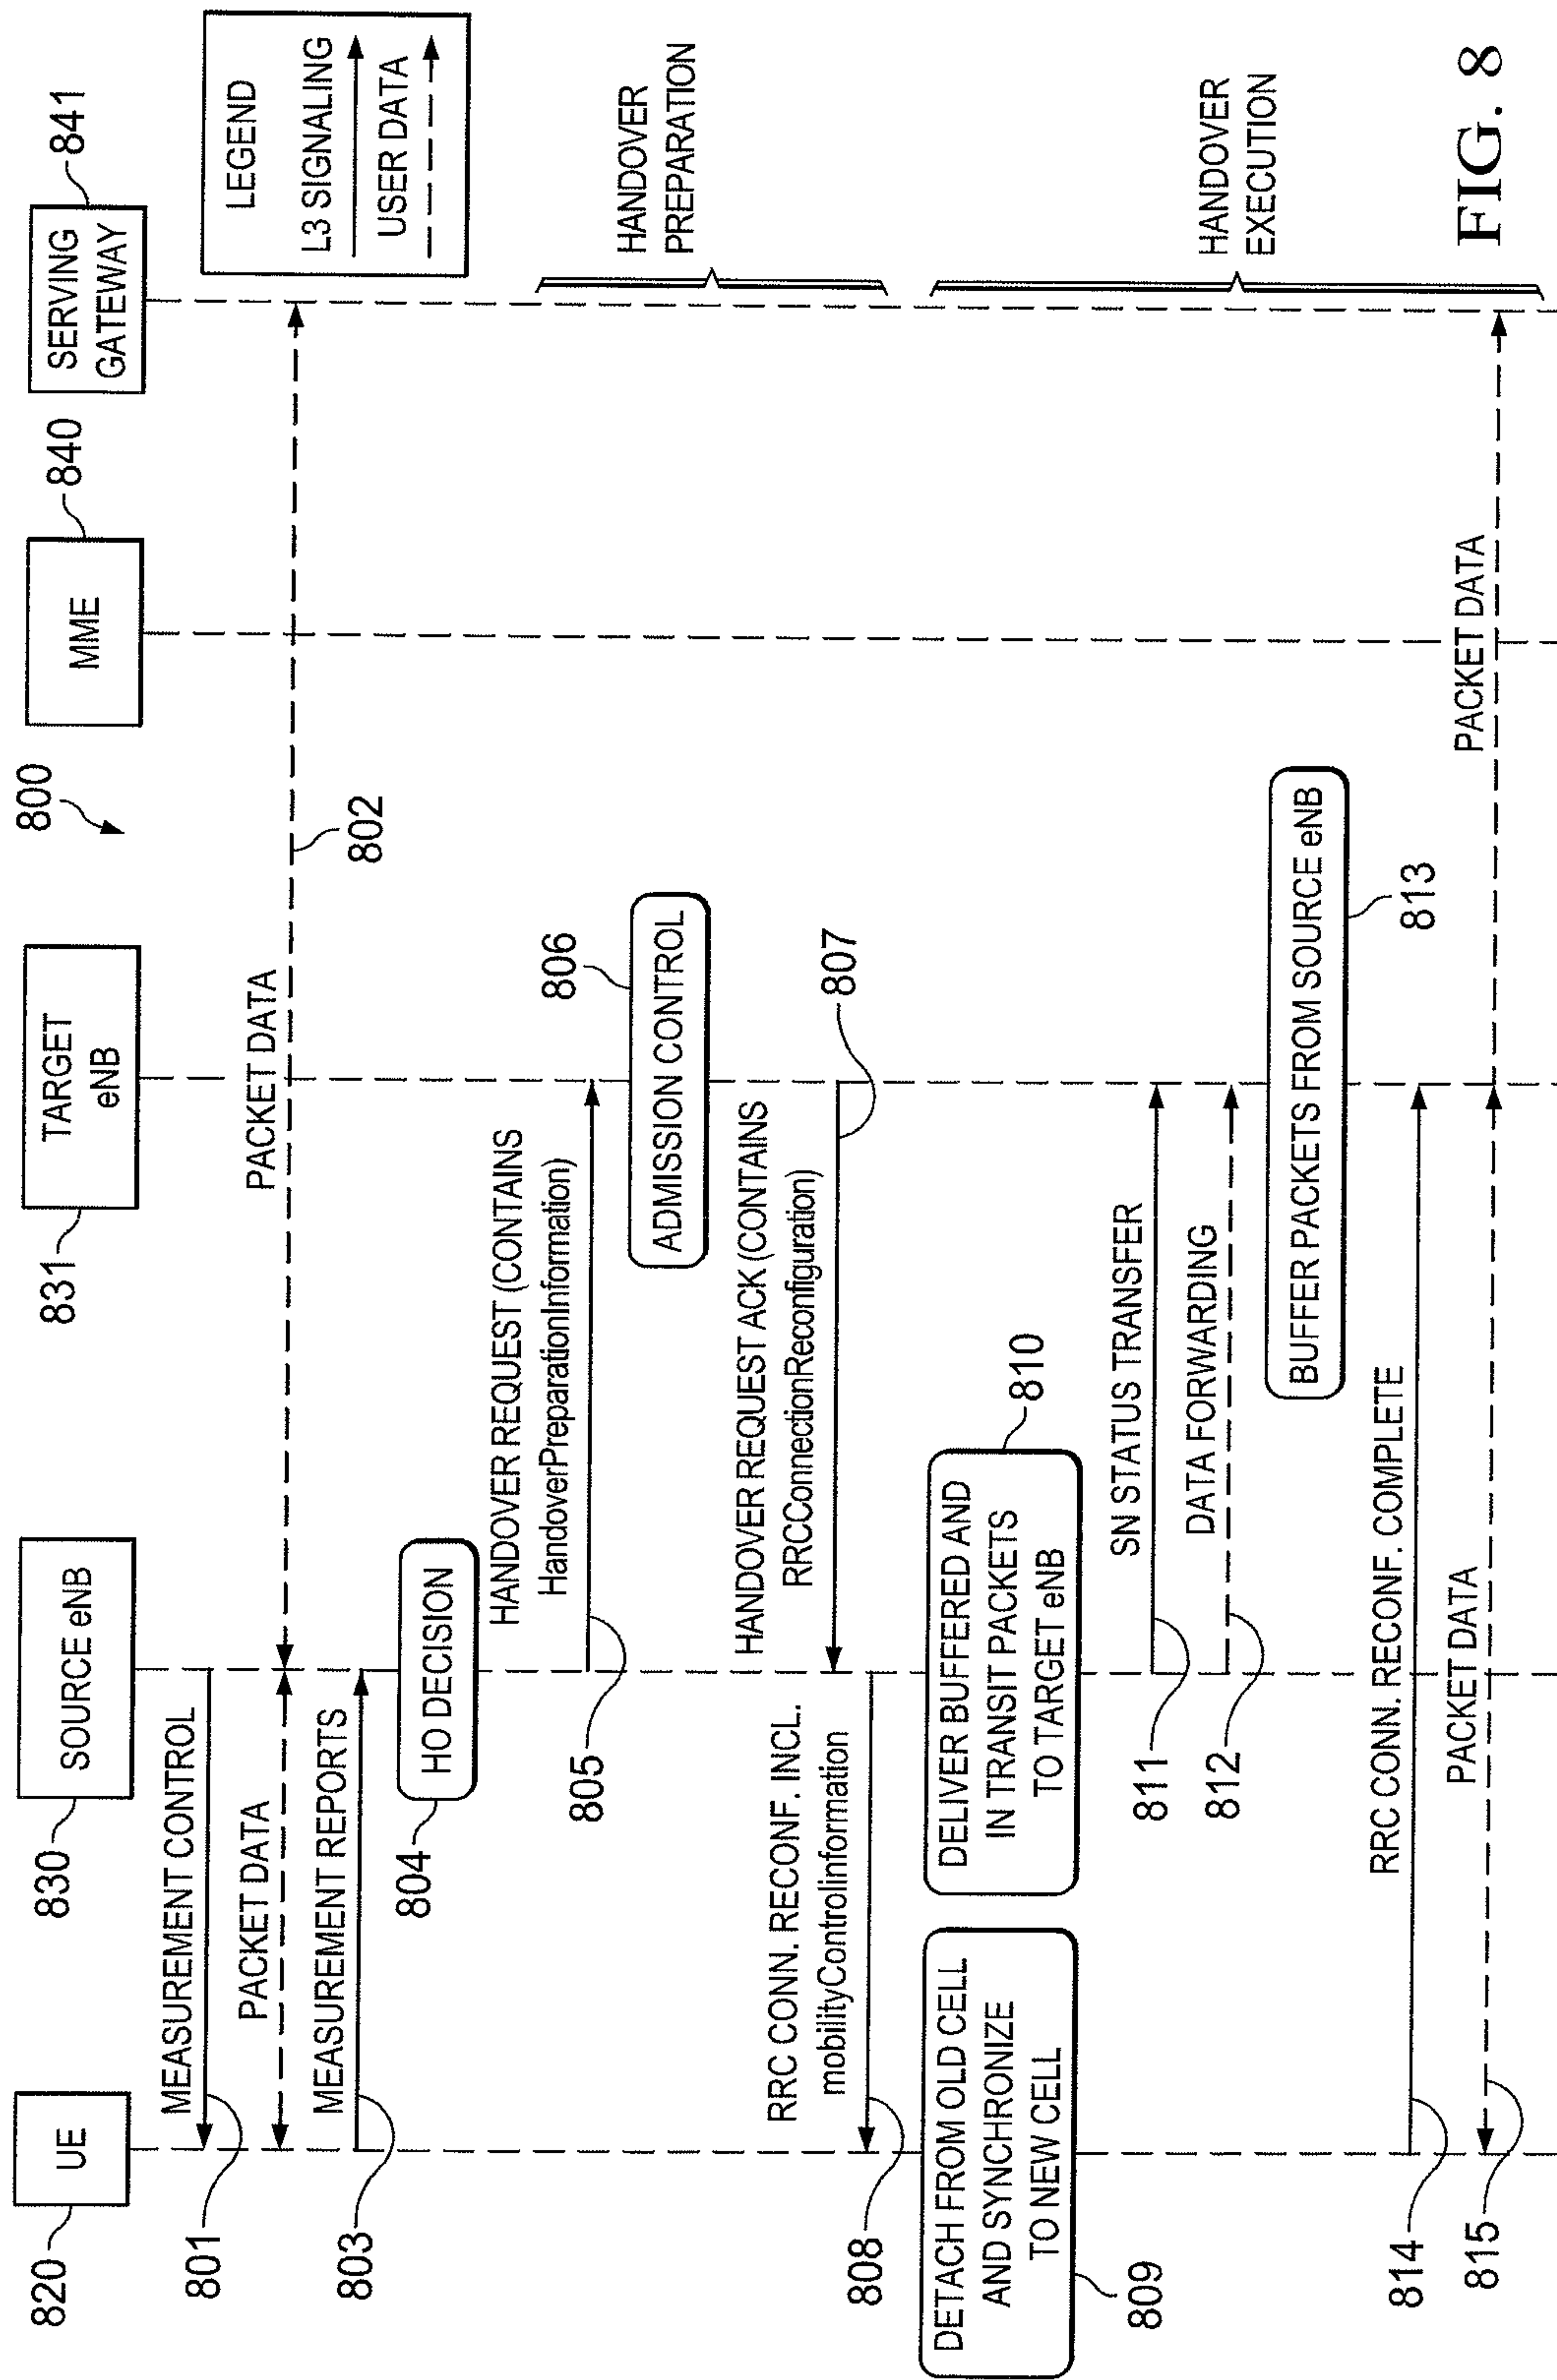 800
820
UE
830
SOURCE eNB
831
TARGET
eNB
840
MME
841
SERVING
GATEWAY
LEGEND
L3 SIGNALING
USER DATA
801
MEASUREMENT CONTROL
PACKET DATA
PACKET DATA
802
803
MEASUREMENT REPORTS
804
HO DECISION
HANDOVER REQUEST (CONTAINS
HandoverPreparationInformation)
805
806
ADMISSION CONTROL
HANDOVER
PREPARATION
HANDOVER REQUEST ACK (CONTAINS
RRCConnectionReconfiguration)
807
RRC CONN. RECONF. INCL.
mobilityControlinformation
808
DETACH FROM OLD CELL
AND SYNCHRONIZE
TO NEW CELL
809
DELIVER BUFFERED AND
IN TRANSIT PACKETS
TO TARGET eNB
810
SN STATUS TRANSFER
811
DATA FORWARDING
812
BUFFER PACKETS FROM SOURCE eNB
813
HANDOVER
EXECUTION
RRC CONN. RECONF. COMPLETE
814
PACKET DATA
PACKET DATA
815
FIG. 8